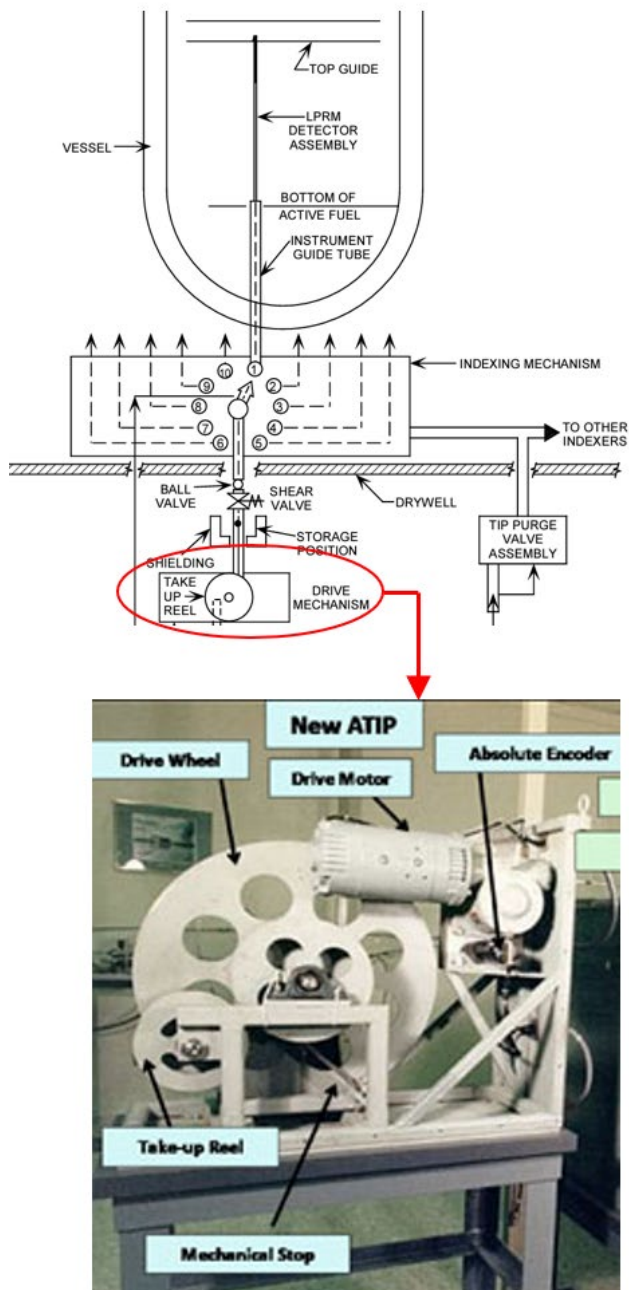 TOP GUIDE
LPRM
DETECTOR
ASSEMBLY
VESSEL
BOTTOM OF
ACTIVE FUEL
INSTRUMENT
GUIDE TUBE
INDEXING MECHANISM
1
10
2
9
3
8
4
7
5
6
TO OTHER
INDEXERS
BALL
VALVE
SHEAR
VALVE
DRYWELL
STORAGE
POSITION
SHIELDING
TIP PURGE
VALVE
ASSEMBLY
TAKE
UP
REEL
DRIVE
MECHANISM
New ATIP
Drive Wheel
Drive Motor
Absolute Encoder
Take-up Reel
Mechanical Stop